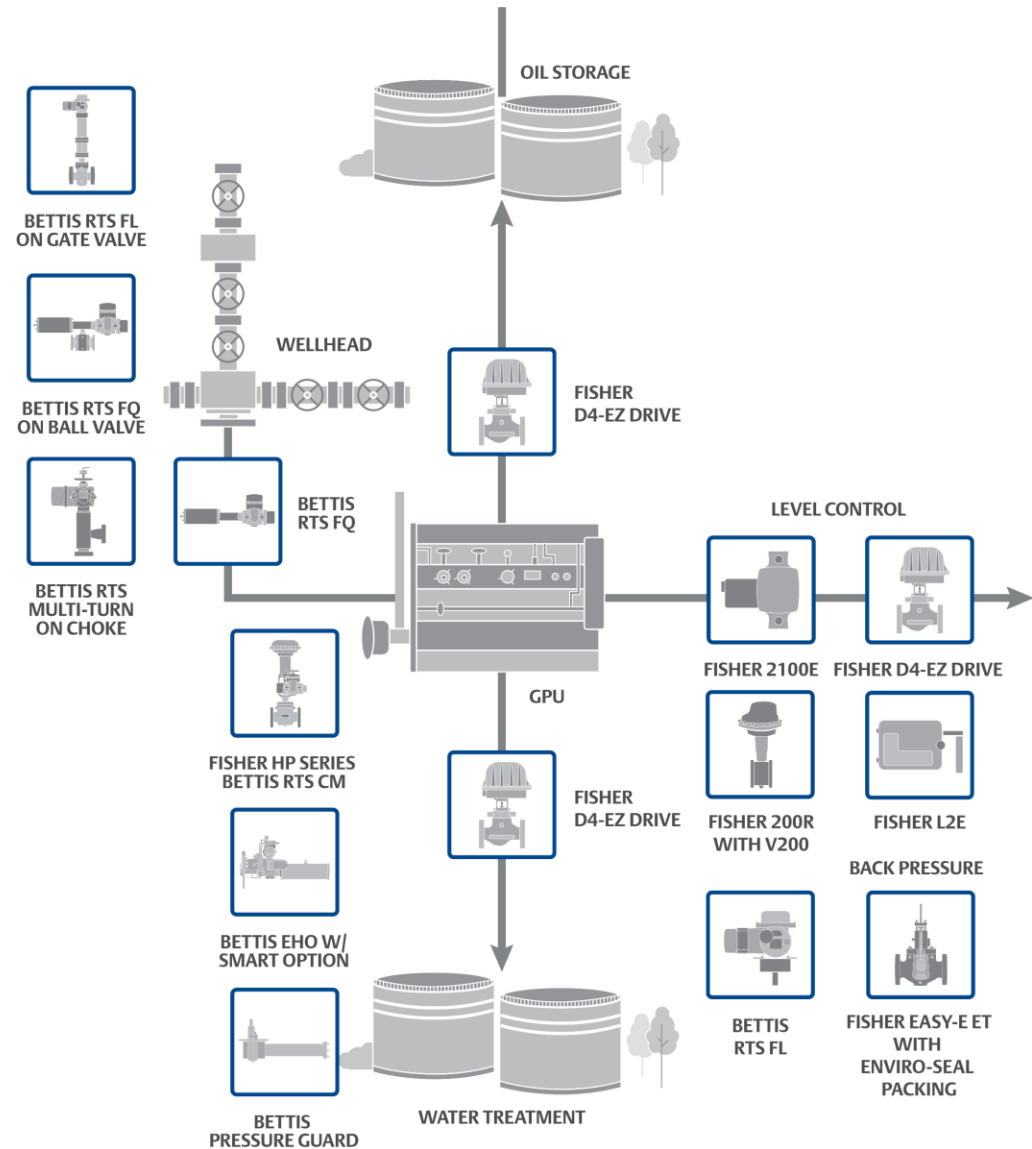 OIL STORAGE
BETTIS RTS FL
ON GATE VALVE
WELLHEAD
BETTIS RTS FQ
ON BALL VALVE
FISHER
D4-EZ DRIVE
BETTIS
RTS FQ
LEVEL CONTROL
BETTIS RTS
MULTI-TURN
ON CHOKE
GPU
FISHER 2100E
FISHER D4-EZ DRIVE
FISHER HP SERIES
BETTIS RTS CM
FISHER
D4-EZ DRIVE
FISHER 200R
WITH V200
FISHER L2E
BACK PRESSURE
BETTIS EHO W/
SMART OPTION
BETTIS
RTS FL
FISHER EASY-E ET
WITH
ENVIRO-SEAL
PACKING
WATER TREATMENT
BETTIS
PRESSURE GUARD